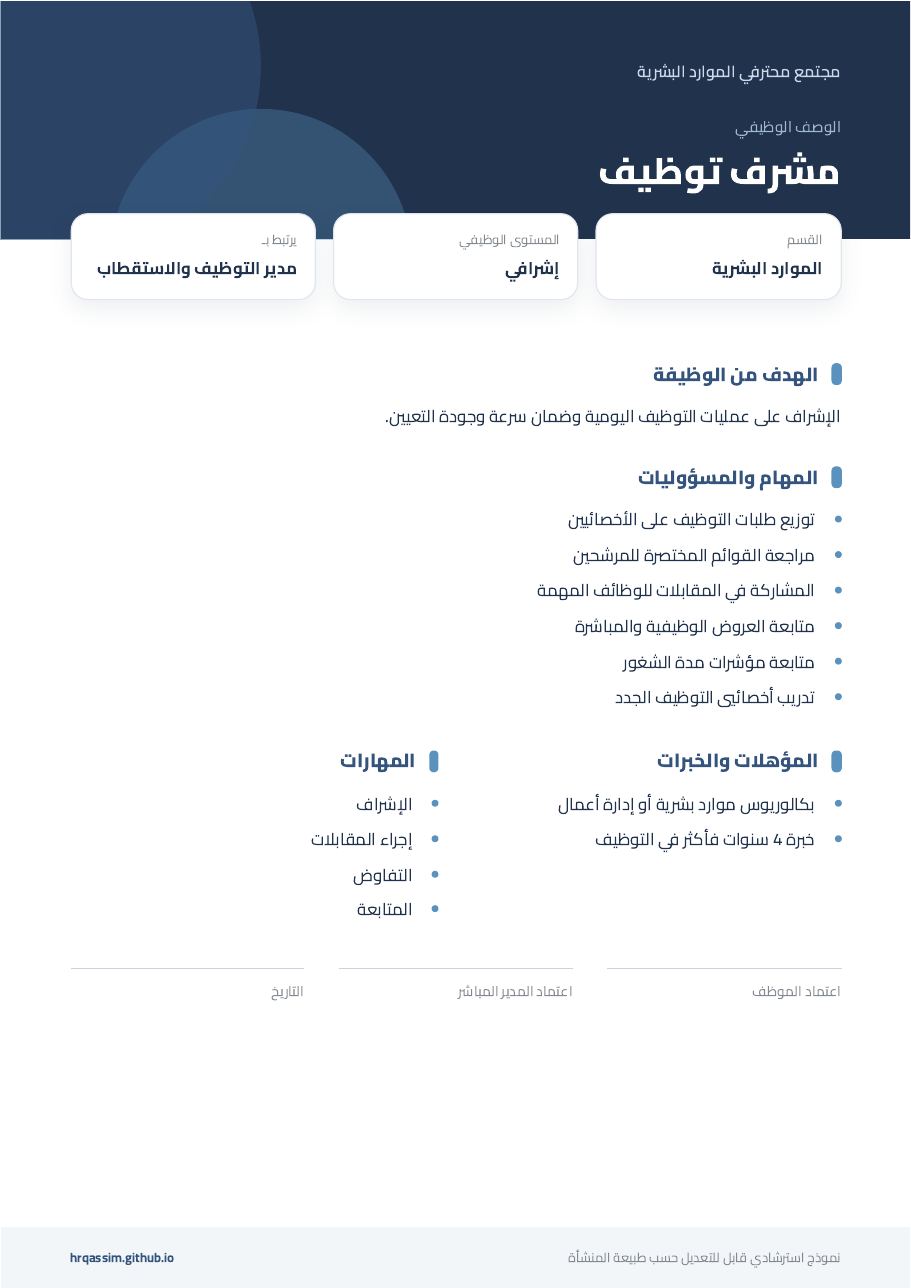 مجتمع محترفي الموارد البشرية
الوصف الوظيفي
مشرف توظيف
القسم
الموارد البشرية
المستوى الوظيفي
إشرافي
يرتبط بـ
مدير التوظيف والاستقطاب
الهدف من الوظيفة
الإشراف على عمليات التوظيف اليومية وضمان سرعة وجودة التعيين.
المهام والمسؤوليات
توزيع طلبات التوظيف على الأخصائيين
مراجعة القوائم المختصرة للمرشحين
المشاركة في المقابلات للوظائف المهمة
متابعة العروض الوظيفية والمباشرة
متابعة مؤشرات مدة الشغور
تدريب أخصائيي التوظيف الجدد
المؤهلات والخبرات
بكالوريوس موارد بشرية أو إدارة أعمال
خبرة 4 سنوات فأكثر في التوظيف
المهارات
الإشراف
إجراء المقابلات
التفاوض
المتابعة
اعتماد الموظف
اعتماد المدير المباشر
التاريخ
نموذج استرشادي قابل للتعديل حسب طبيعة المنشأة
hrqassim.github.io